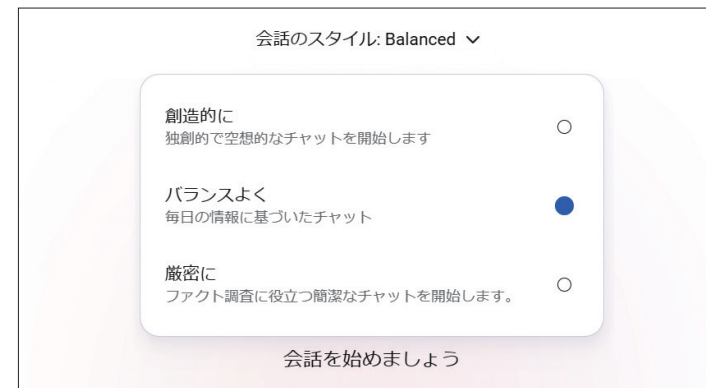 会話のスタイル: Balanced
創造的に
独創的で空想的なチャットを開始します
バランスよく
毎日の情報に基づいたチャット
厳密に
ファクト調査に役立つ簡潔なチャットを開始します。
会話を始めましょう